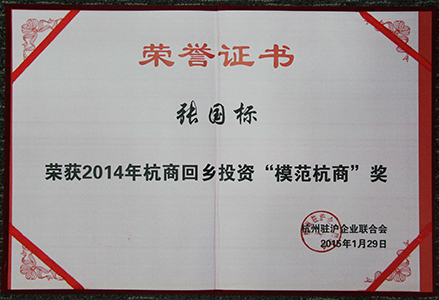 荣誉证书
张国标
荣获2014年杭商回乡投资“模范杭商”奖
杭州驻沪企业联合会
2015年1月29日